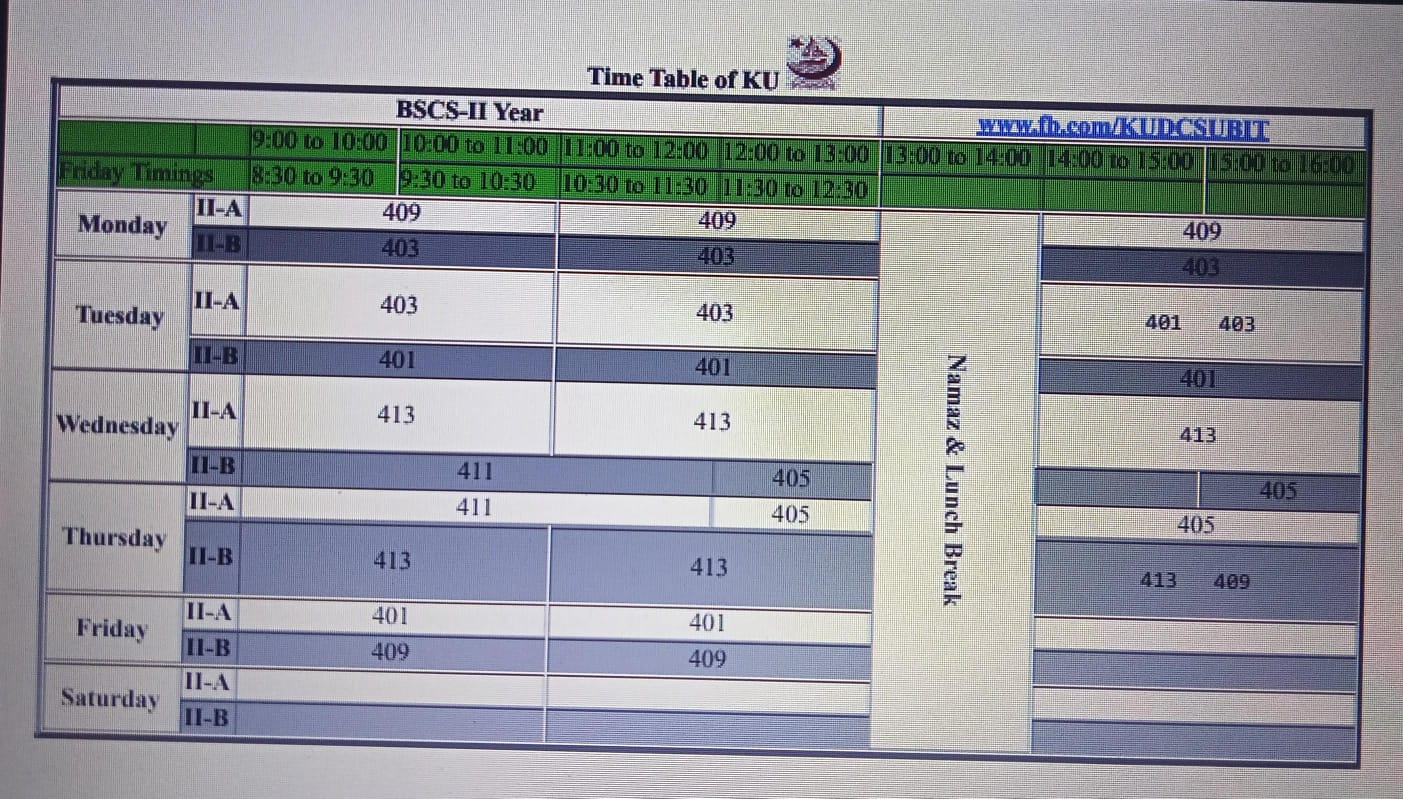 Time Table of KU
BSCS-II Year www.fb.com/KUDCSUBIT
9:00 to 10:00 10:00 to 11:00 11:00 to 12:00 12:00 to 13:00 13:00 to 14:00 14:00 to 15:00 15:00 to 16:00
Friday Timings 8:30 to 9:30 9:30 to 10:30 10:30 to 11:30 11:30 to 12:30
Monday II-A 409 409 409
II-B 403 403 403
Tuesday II-A 403 403 401 403
II-B 401 401 401
Wednesday II-A 413 413 413
II-B 411 405 405
Thursday II-A 411 405 405
II-B 413 413 413 409
Friday II-A 401 401
II-B 409 409
Saturday II-A
II-B
Namaz & Lunch Break